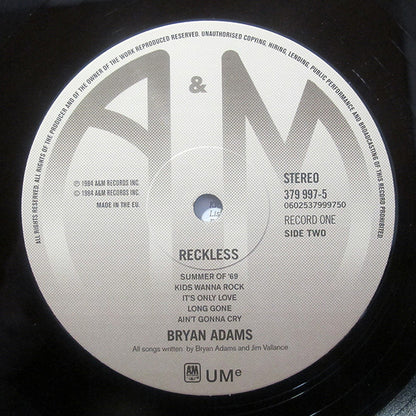 ALL RIGHTS RESERVED. ALL RIGHTS OF THE PRODUCER AND OF THE OWNER OF THE WORK REPRODUCED RESERVED. UNAUTHORISED COPYING, HIRING, LENDING, PUBLIC PERFORMANCE AND BROADCASTING OF THIS RECORD PROHIBITED
A&M
℗ 1984 A&M RECORDS INC.
© 1984 A&M RECORDS INC.
MADE IN THE EU.
STEREO
379 997-5
0602537999750
RECORD ONE
SIDE TWO
RECKLESS
SUMMER OF '69
KIDS WANNA ROCK
IT'S ONLY LOVE
LONG GONE
AIN'T GONNA CRY
BRYAN ADAMS
All songs written by Bryan Adams and Jim Vallance
A&M UMe